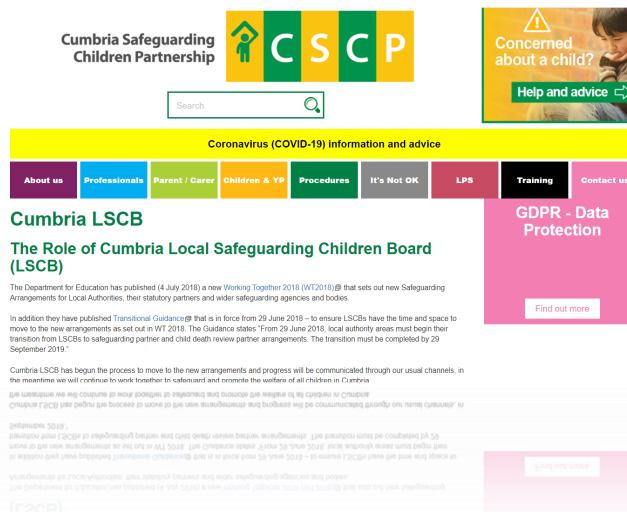 Cumbria Safeguarding
Children Partnership
C S C P
Concerned
about a child?
Help and advice
Search
Coronavirus (COVID-19) information and advice
About us
Professionals
Parent / Carer
Children & YP
Procedures
It's Not OK
LPS
Training
Contact us
Cumbria LSCB
The Role of Cumbria Local Safeguarding Children Board
(LSCB)
The Department for Education has published (4 July 2018) a new Working Together 2018 (WT2018) that sets out new Safeguarding
Arrangements for Local Authorities, their statutory partners and wider safeguarding agencies and bodies.
In addition they have published Transitional Guidance that is in force from 29 June 2018 – to ensure LSCBs have the time and space to
move to the new arrangements as set out in WT 2018. The Guidance states "From 29 June 2018, local authority areas must begin their
transition from LSCBs to safeguarding partner and child death review partner arrangements. The transition must be completed by 29
September 2019."
Cumbria LSCB has begun the process to move to the new arrangements and progress will be communicated through our usual channels, in
the meantime we will continue to work together to safeguard and promote the welfare of all children in Cumbria
GDPR - Data
Protection
Find out more